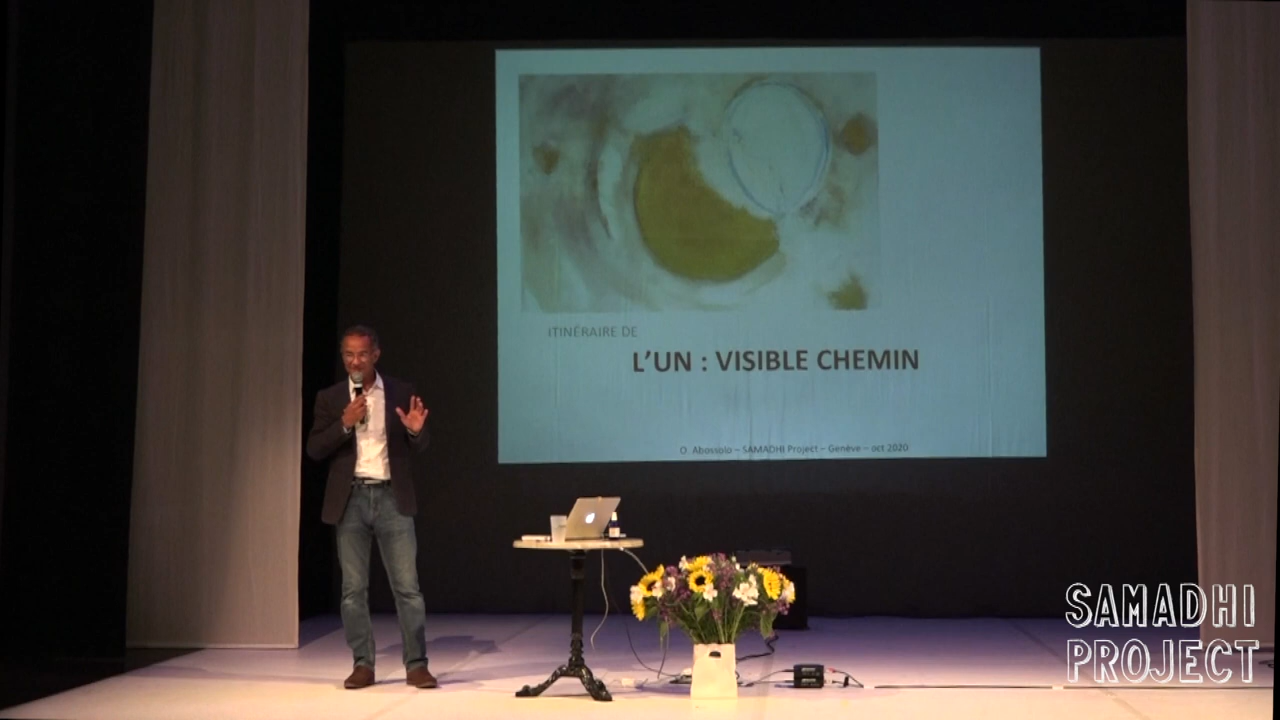 ITINÉRAIRE DE
L'UN : VISIBLE CHEMIN
O. Abossolo – SAMADHI Project – Genève – oct 2020
SAMADHI
PROJECT